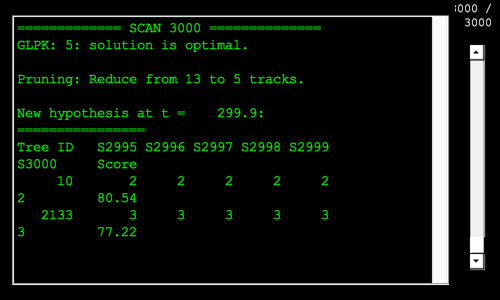 ============= SCAN 3000 ==============
GLPK: 5: solution is optimal.
Pruning: Reduce from 13 to 5 tracks.
New hypothesis at t =    299.9:
================
Tree ID   S2995 S2996 S2997 S2998 S2999
S3000     Score
10       2     2     2     2     2
2         80.54
2133       3     3     3     3     3
3         77.22
000 /
3000